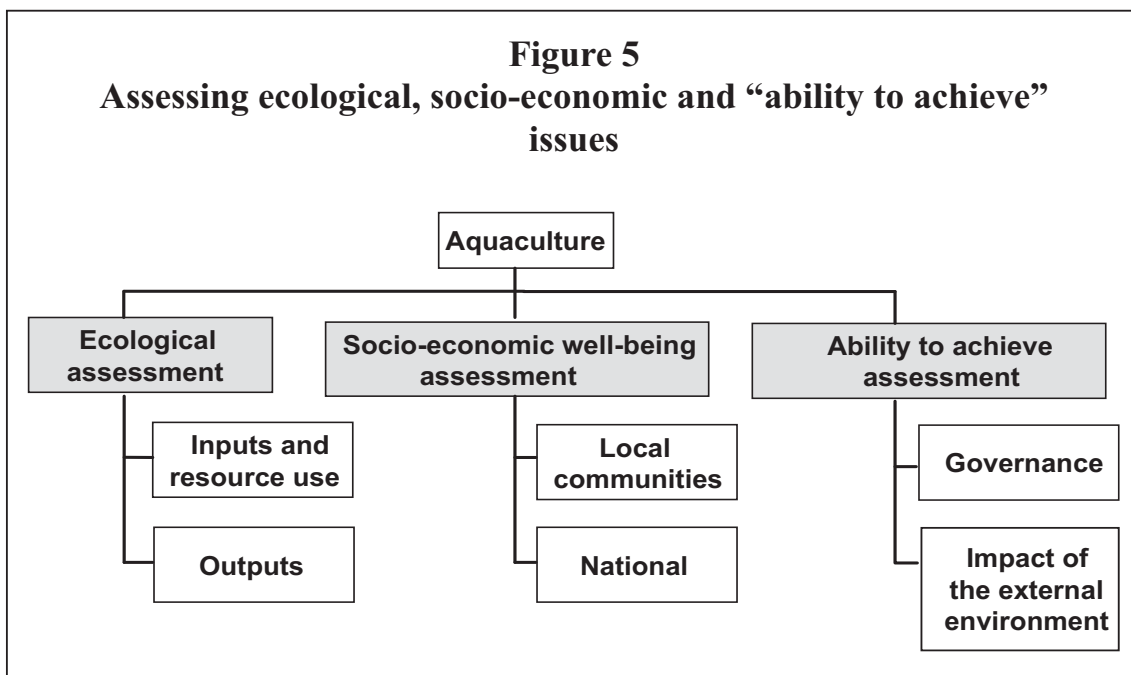 Figure 5
Assessing ecological, socio-economic and “ability to achieve”
issues
Aquaculture
Ecological
assessment
Inputs and
resource use
Outputs
Socio-economic well-being
assessment
Local
communities
National
Ability to achieve
assessment
Governance
Impact of
the external
environment